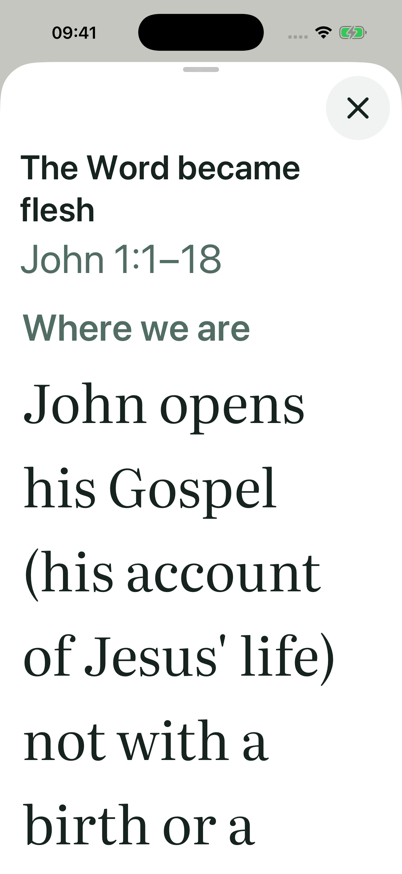 09:41
The Word became
flesh
John 1:1–18
Where we are
John opens
his Gospel
(his account
of Jesus' life)
not with a
birth or a